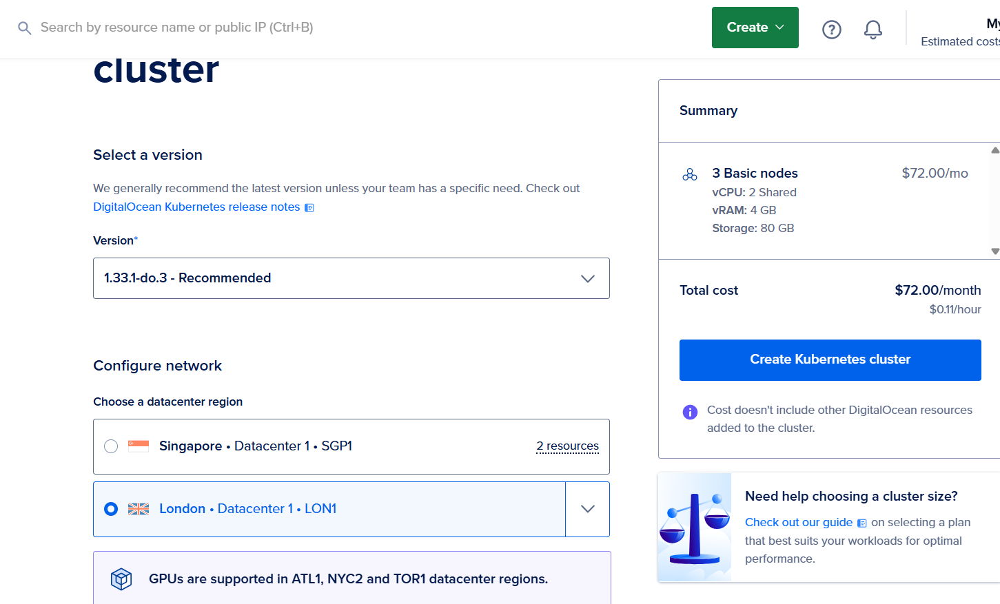 Search by resource name or public IP (Ctrl+B)
Create
My
Estimated costs
cluster
Select a version
We generally recommend the latest version unless your team has a specific need. Check out
DigitalOcean Kubernetes release notes
Version*
1.33.1-do.3 - Recommended
Configure network
Choose a datacenter region
Singapore • Datacenter 1 • SGP1
2 resources
London • Datacenter 1 • LON1
GPUs are supported in ATL1, NYC2 and TOR1 datacenter regions.
Summary
3 Basic nodes
$72.00/mo
vCPU: 2 Shared
vRAM: 4 GB
Storage: 80 GB
Total cost
$72.00/month
$0.11/hour
Create Kubernetes cluster
Cost doesn't include other DigitalOcean resources
added to the cluster.
Need help choosing a cluster size?
Check out our guide on selecting a plan
that best suits your workloads for optimal
performance.